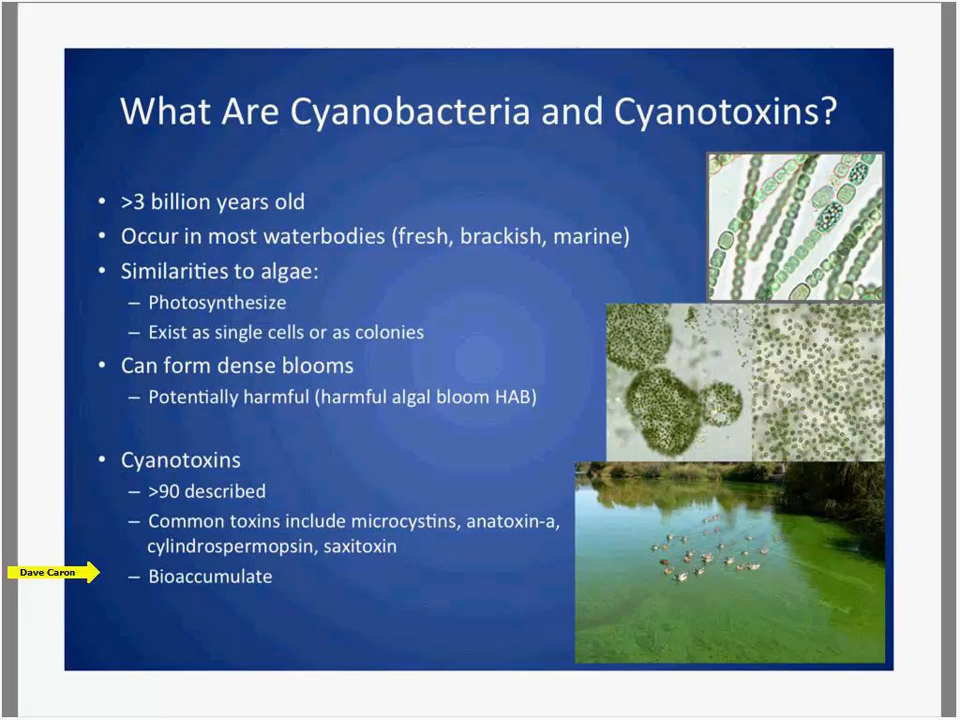 What Are Cyanobacteria and Cyanotoxins?
• >3 billion years old
• Occur in most waterbodies (fresh, brackish, marine)
• Similarities to algae:
– Photosynthesize
– Exist as single cells or as colonies
• Can form dense blooms
– Potentially harmful (harmful algal bloom HAB)
• Cyanotoxins
– >90 described
– Common toxins include microcystins, anatoxin-a,
cylindrospermopsin, saxitoxin
Dave Caron
– Bioaccumulate